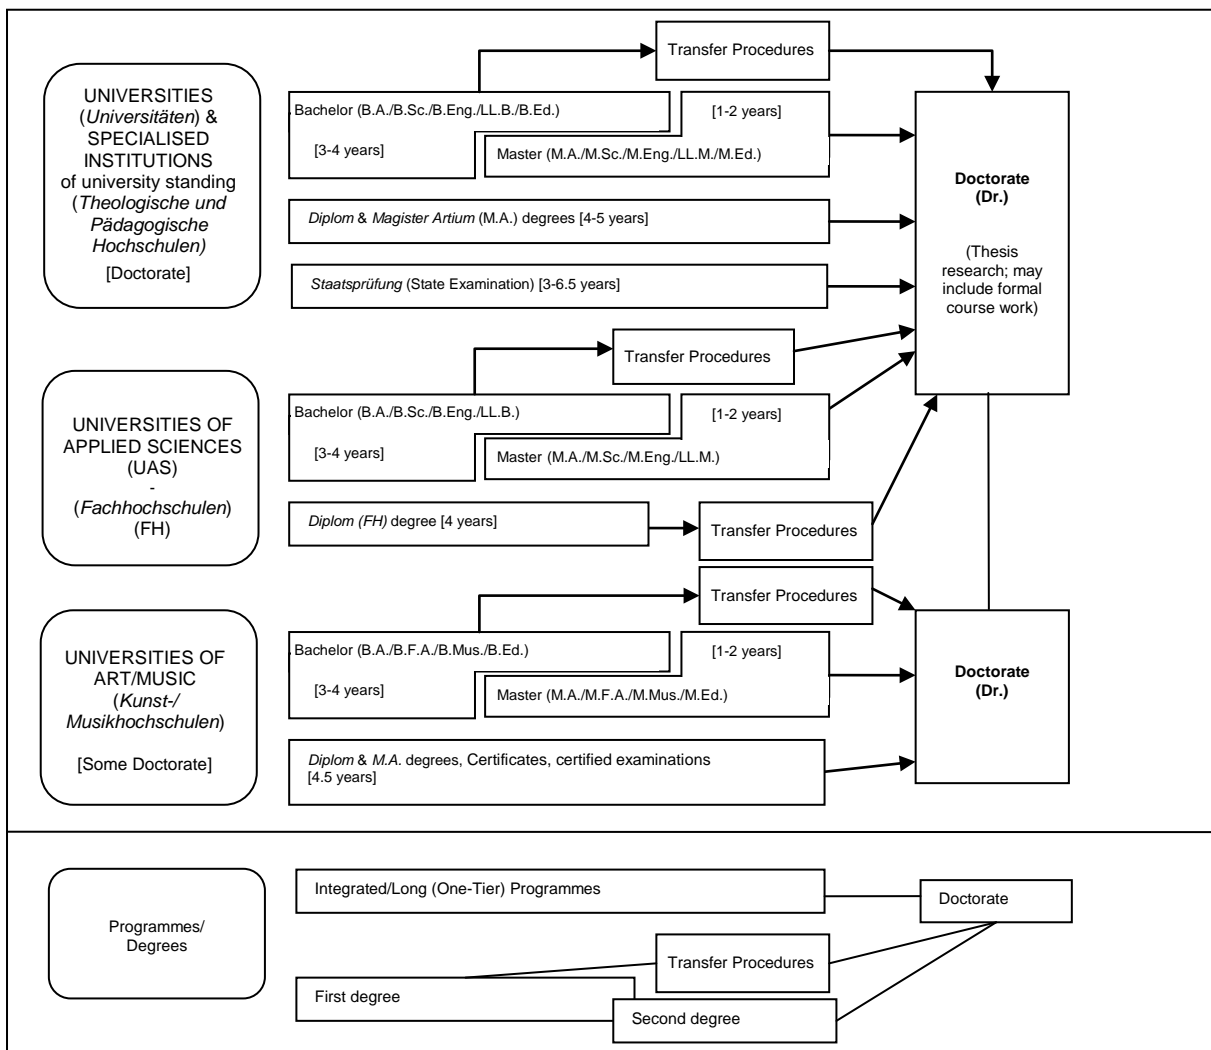 Transfer Procedures
UNIVERSITIES
(Universitäten) &
SPECIALISED
INSTITUTIONS
of university standing
(Theologische und
Pädagogische
Hochschulen)
[Doctorate]
Bachelor (B.A./B.Sc./B.Eng./LL.B./B.Ed.)
[3-4 years]
[1-2 years]
Master (M.A./M.Sc./M.Eng./LL.M./M.Ed.)
Diplom & Magister Artium (M.A.) degrees [4-5 years]
Staatsprüfung (State Examination) [3-6.5 years]
Doctorate
(Dr.)
(Thesis
research; may
include formal
course work)
Transfer Procedures
UNIVERSITIES OF
APPLIED SCIENCES
(UAS)
-
(Fachhochschulen)
(FH)
Bachelor (B.A./B.Sc./B.Eng./LL.B.)
[3-4 years]
[1-2 years]
Master (M.A./M.Sc./M.Eng./LL.M.)
Diplom (FH) degree [4 years]
Transfer Procedures
Transfer Procedures
UNIVERSITIES OF
ART/MUSIC
(Kunst-/
Musikhochschulen)
[Some Doctorate]
Bachelor (B.A./B.F.A./B.Mus./B.Ed.)
[3-4 years]
[1-2 years]
Master (M.A./M.F.A./M.Mus./M.Ed.)
Diplom & M.A. degrees, Certificates, certified examinations
[4.5 years]
Doctorate
(Dr.)
Programmes/
Degrees
Integrated/Long (One-Tier) Programmes
Doctorate
Transfer Procedures
First degree
Second degree